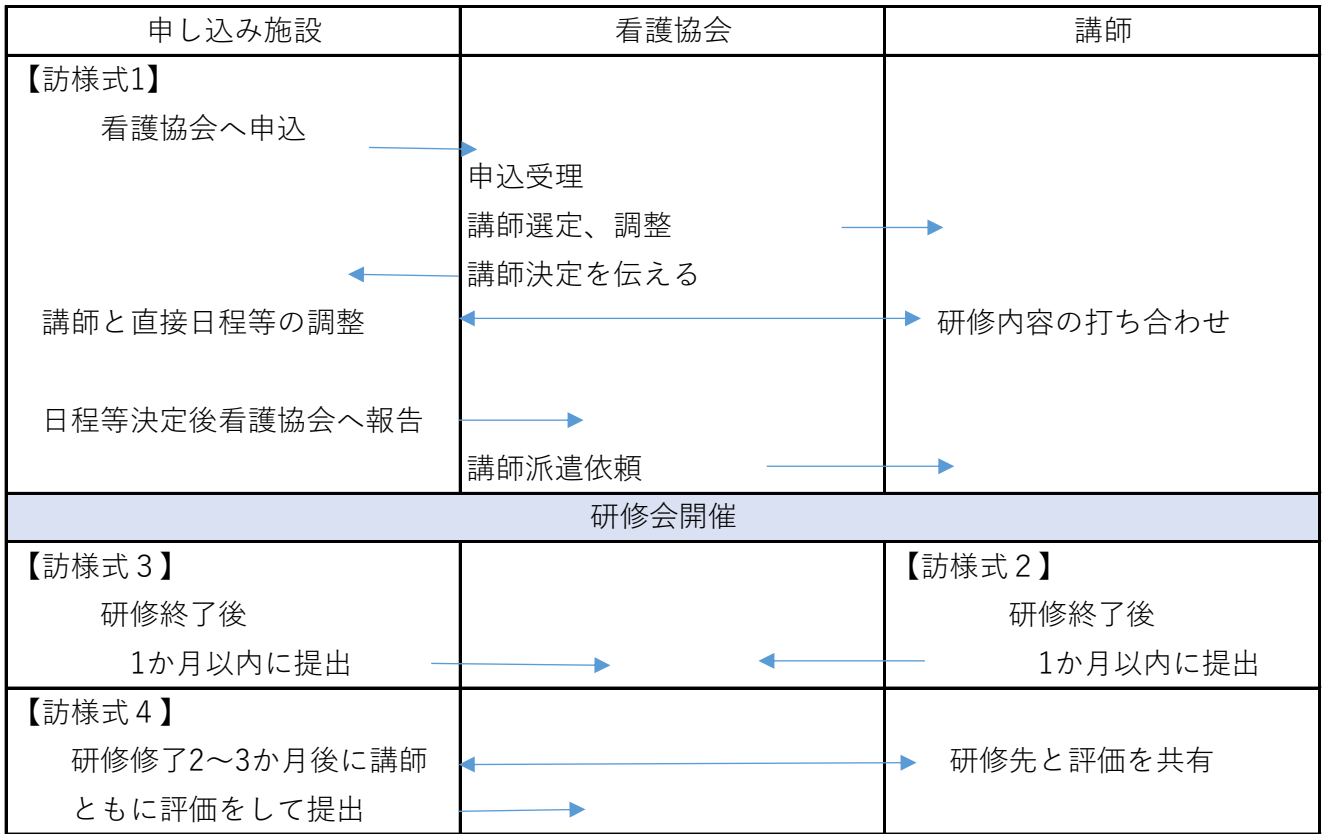 申し込み施設
看護協会
講師
【訪様式1】
看護協会へ申込
申込受理
講師選定、調整
講師決定を伝える
講師と直接日程等の調整
研修内容の打ち合わせ
日程等決定後看護協会へ報告
講師派遣依頼
研修会開催
【訪様式３】
研修終了後
1か月以内に提出
【訪様式２】
研修終了後
1か月以内に提出
【訪様式４】
研修修了2～3か月後に講師
ともに評価をして提出
研修先と評価を共有